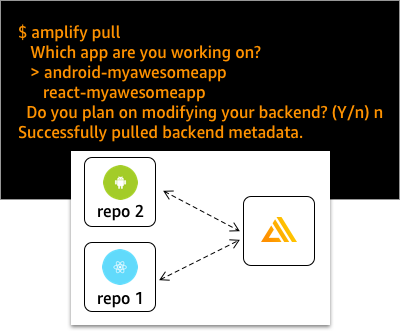 $ amplify pull
Which app are you working on?
> android-myawesomeapp
react-myawesomeapp
Do you plan on modifying your backend? (Y/n) n
Successfully pulled backend metadata.
repo 2
repo 1